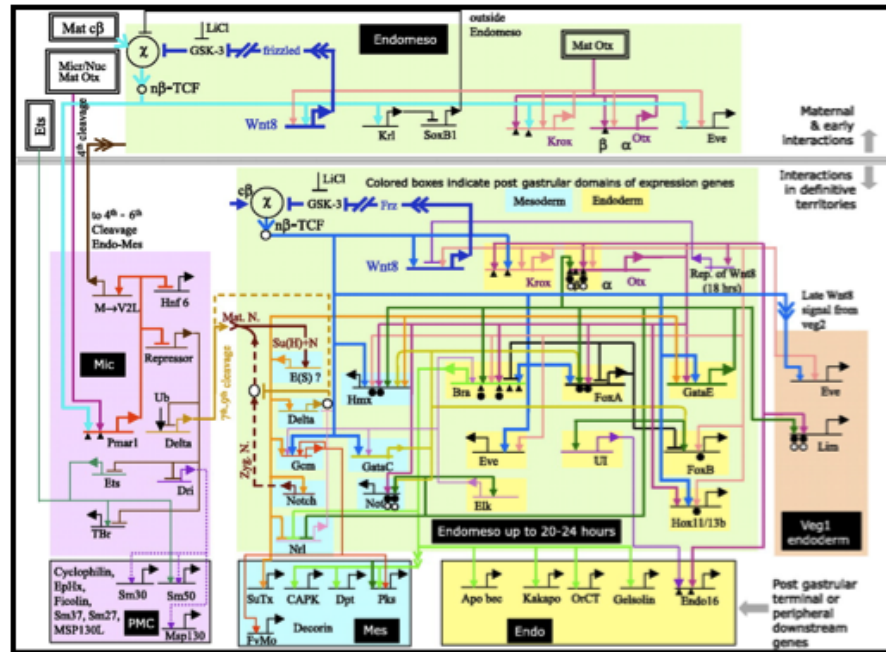 Mat cβ
LiCl
GSK-3
frizzled
χ
Endomeso
outside
Endomeso
Mat Otx
Micr/Nuc
Mat Otx
nβ-TCF
Ets
4th cleavage
Wnt8
Krl
SoxB1
Krox
β
α
Otx
Eve
Maternal
& early
interactions
Interactions
in definitive
territories
cβ
χ
LiCl
GSK-3
Frz
nβ-TCF
Colored boxes indicate post gastrular domains of expression genes
Mesoderm
Endoderm
to 4th - 6th
Cleavage
Endo-Mes
Wnt8
Krox
α
Otx
Rep. of Wnt8
(18 hrs)
M→V2L
Hnf 6
Mat. N.
Su(H)+N
Late Wnt8
signal from
veg2
Mic
Repressor
E(S) ?
Hmx
Bra
FoxA
GataE
Eve
7th,9th cleavage
Ub
Pmar1
Delta
Delta
Lim
Gcm
GataC
Eve
UI
FoxB
Ets
Dri
Zyg. N.
Notch
Not
Elk
Hox11/13b
TBr
Nrl
Endomeso up to 20-24 hours
Veg1
endoderm
Cyclophilin,
EpHx,
Ficolin,
Sm37, Sm27,
MSP130L
PMC
Sm30
Sm50
Msp130
SuTx
CAPK
Dpt
Pks
FvMo
Decorin
Mes
Apo bec
Kakapo
OrCT
Gelsolin
Endo16
Endo
Post gastrular
terminal or
peripheral
downstream
genes